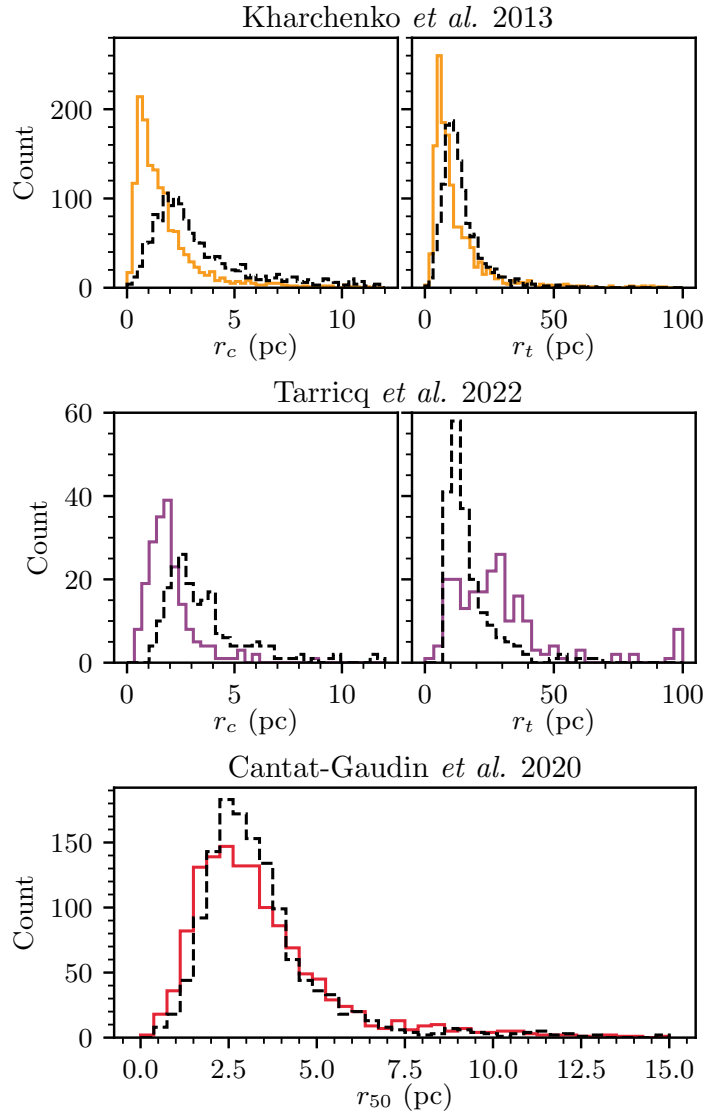 Kharchenko et al. 2013
Count
200
100
0
0 5 10
r_c (pc)
0 50 100
r_t (pc)
Tarricq et al. 2022
Count
60
40
20
0
0 5 10
r_c (pc)
0 50 100
r_t (pc)
Cantat-Gaudin et al. 2020
Count
150
100
50
0
0.0 2.5 5.0 7.5 10.0 12.5 15.0
r_50 (pc)